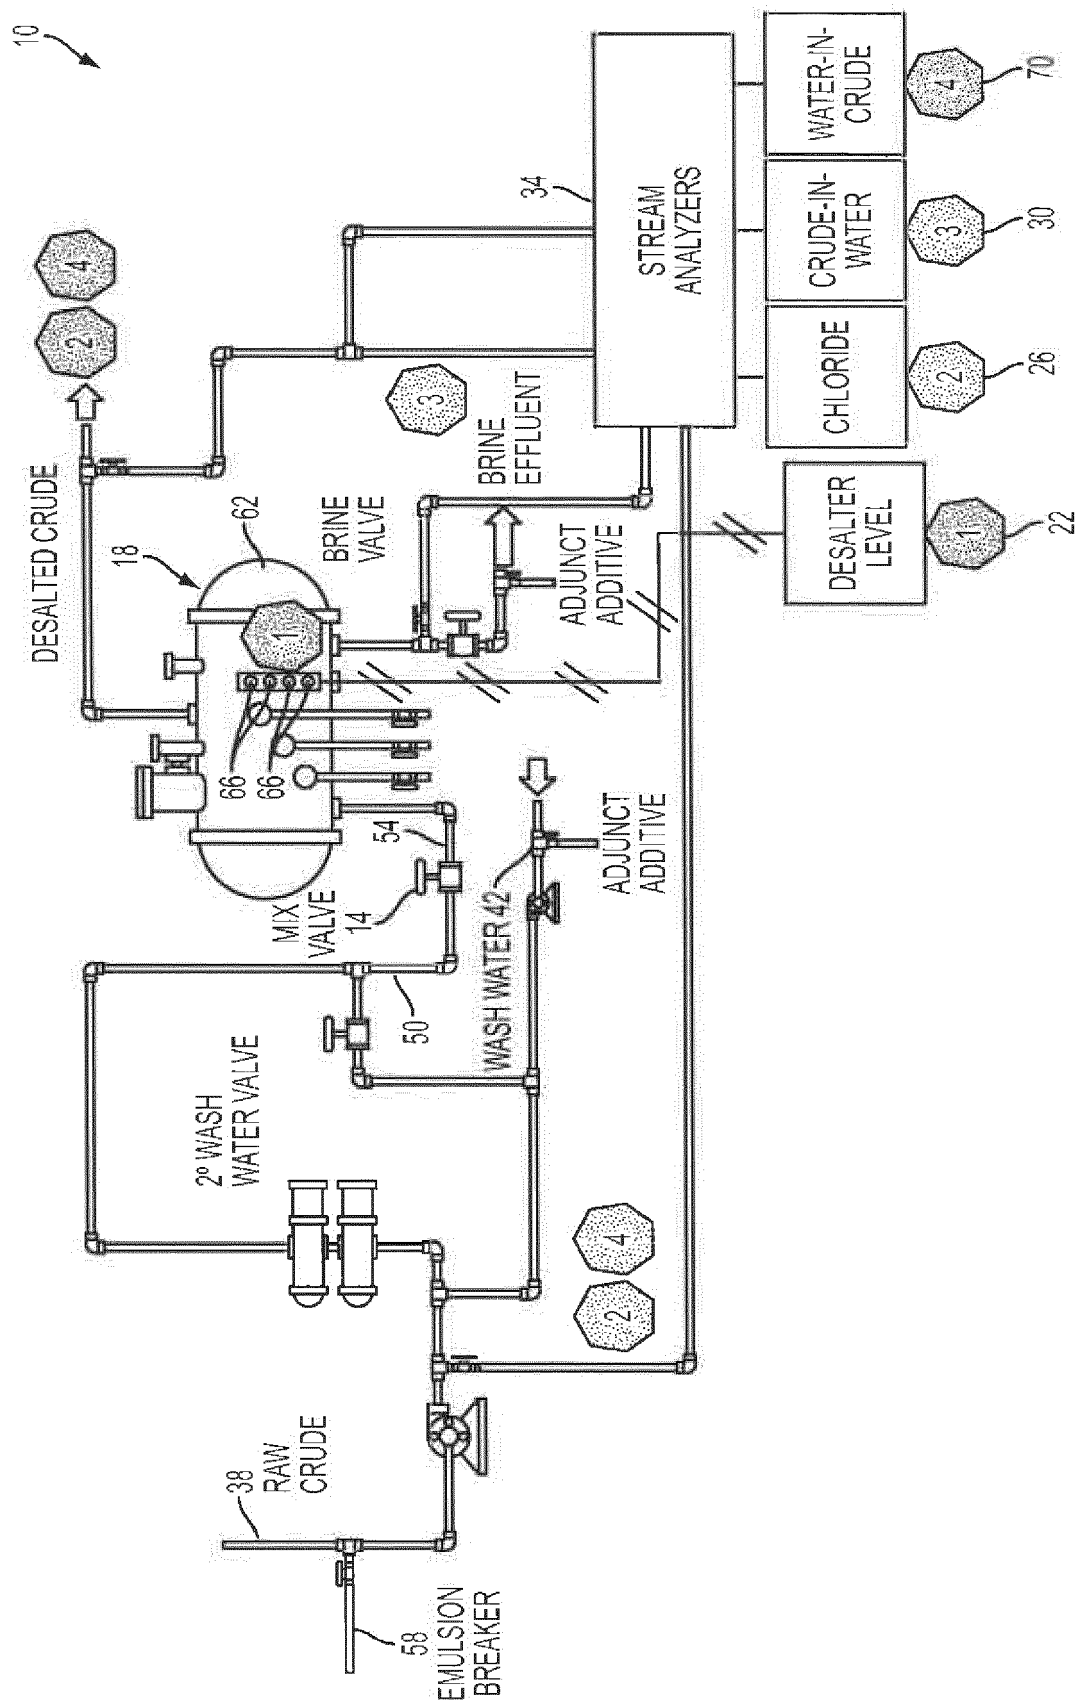 10
DESALTED CRUDE
2
4
18
62
1
66
66
BRINE
VALVE
3
BRINE
EFFLUENT
ADJUNCT
ADDITIVE
34
STREAM
ANALYZERS
CHLORIDE
2
26
CRUDE-IN-
WATER
3
30
WATER-IN-
CRUDE
4
70
DESALTER
LEVEL
1
22
MIX
VALVE
14
54
50
WASH WATER 42
ADJUNCT
ADDITIVE
2º WASH
WATER VALVE
2
4
38
RAW
CRUDE
58
EMULSION
BREAKER